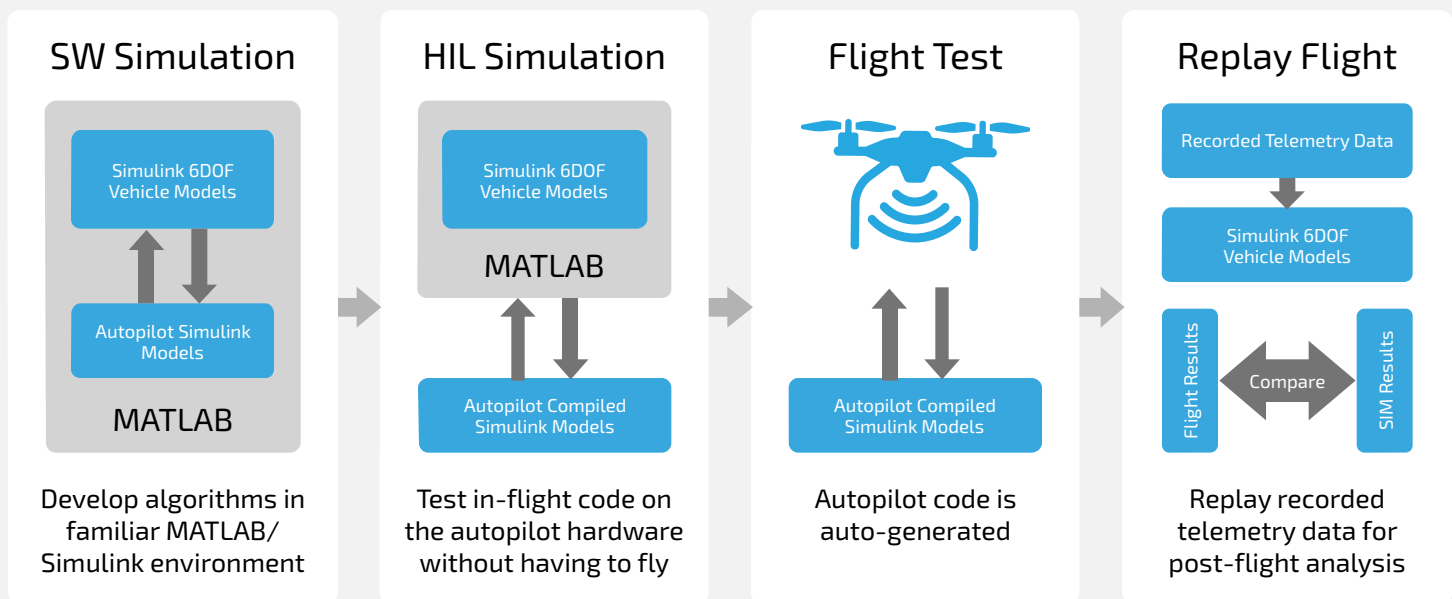 SW Simulation
Simulink 6DOF
Vehicle Models
Autopilot Simulink
Models
MATLAB
Develop algorithms in
familiar MATLAB/
Simulink environment
HIL Simulation
Simulink 6DOF
Vehicle Models
MATLAB
Autopilot Compiled
Simulink Models
Test in-flight code on
the autopilot hardware
without having to fly
Flight Test
Autopilot Compiled
Simulink Models
Autopilot code is
auto-generated
Replay Flight
Recorded Telemetry Data
Simulink 6DOF
Vehicle Models
Flight Results
Compare
SIM Results
Replay recorded
telemetry data for
post-flight analysis